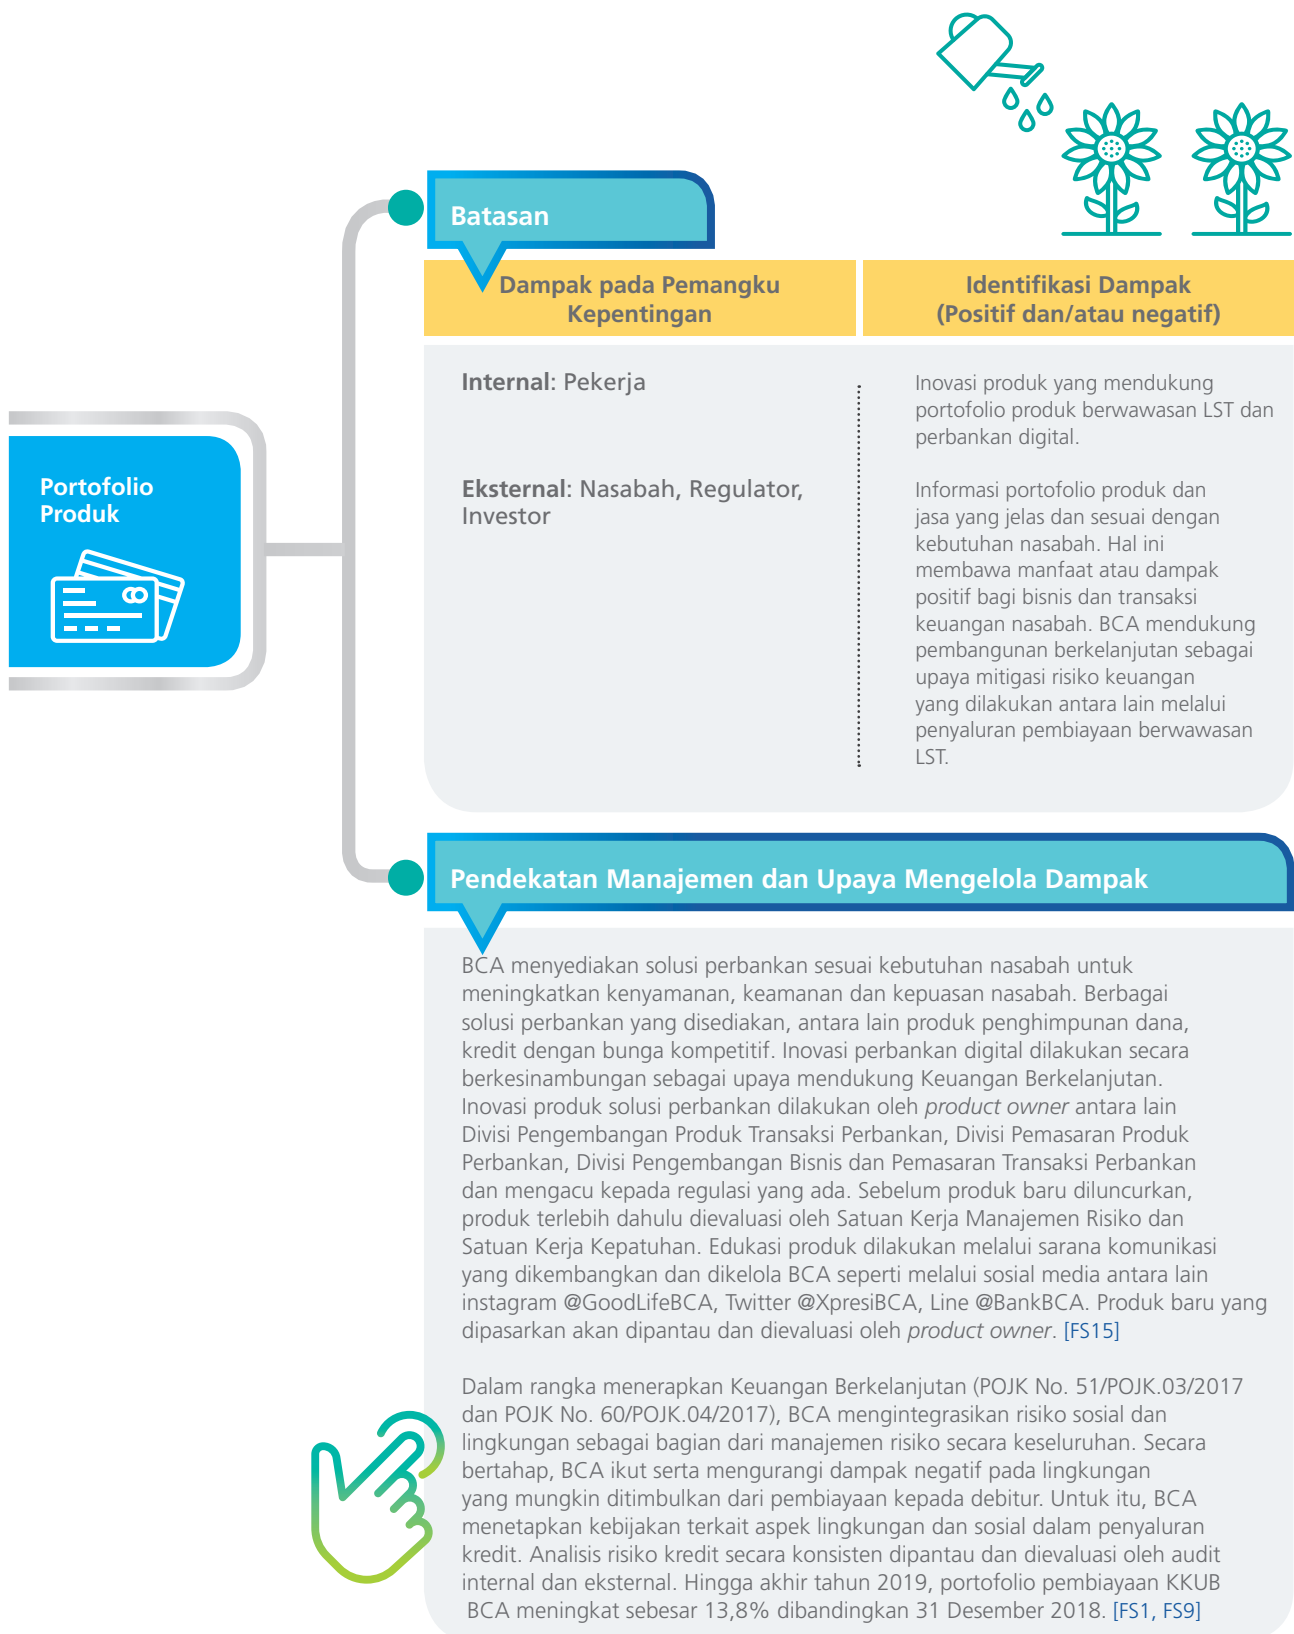 Portofolio
Produk
Batasan
Dampak pada Pemangku
Kepentingan
Identifikasi Dampak
(Positif dan/atau negatif)
Internal: Pekerja
Inovasi produk yang mendukung
portofolio produk berwawasan LST dan
perbankan digital.
Eksternal: Nasabah, Regulator,
Investor
Informasi portofolio produk dan
jasa yang jelas dan sesuai dengan
kebutuhan nasabah. Hal ini
membawa manfaat atau dampak
positif bagi bisnis dan transaksi
keuangan nasabah. BCA mendukung
pembangunan berkelanjutan sebagai
upaya mitigasi risiko keuangan
yang dilakukan antara lain melalui
penyaluran pembiayaan berwawasan
LST.
Pendekatan Manajemen dan Upaya Mengelola Dampak
BCA menyediakan solusi perbankan sesuai kebutuhan nasabah untuk
meningkatkan kenyamanan, keamanan dan kepuasan nasabah. Berbagai
solusi perbankan yang disediakan, antara lain produk penghimpunan dana,
kredit dengan bunga kompetitif. Inovasi perbankan digital dilakukan secara
berkesinambungan sebagai upaya mendukung Keuangan Berkelanjutan.
Inovasi produk solusi perbankan dilakukan oleh product owner antara lain
Divisi Pengembangan Produk Transaksi Perbankan, Divisi Pemasaran Produk
Perbankan, Divisi Pengembangan Bisnis dan Pemasaran Transaksi Perbankan
dan mengacu kepada regulasi yang ada. Sebelum produk baru diluncurkan,
produk terlebih dahulu dievaluasi oleh Satuan Kerja Manajemen Risiko dan
Satuan Kerja Kepatuhan. Edukasi produk dilakukan melalui sarana komunikasi
yang dikembangkan dan dikelola BCA seperti melalui sosial media antara lain
instagram @GoodLifeBCA, Twitter @XpresiBCA, Line @BankBCA. Produk baru yang
dipasarkan akan dipantau dan dievaluasi oleh product owner. [FS15]
Dalam rangka menerapkan Keuangan Berkelanjutan (POJK No. 51/POJK.03/2017
dan POJK No. 60/POJK.04/2017), BCA mengintegrasikan risiko sosial dan
lingkungan sebagai bagian dari manajemen risiko secara keseluruhan. Secara
bertahap, BCA ikut serta mengurangi dampak negatif pada lingkungan
yang mungkin ditimbulkan dari pembiayaan kepada debitur. Untuk itu, BCA
menetapkan kebijakan terkait aspek lingkungan dan sosial dalam penyaluran
kredit. Analisis risiko kredit secara konsisten dipantau dan dievaluasi oleh audit
internal dan eksternal. Hingga akhir tahun 2019, portofolio pembiayaan KKUB
BCA meningkat sebesar 13,8% dibandingkan 31 Desember 2018. [FS1, FS9]